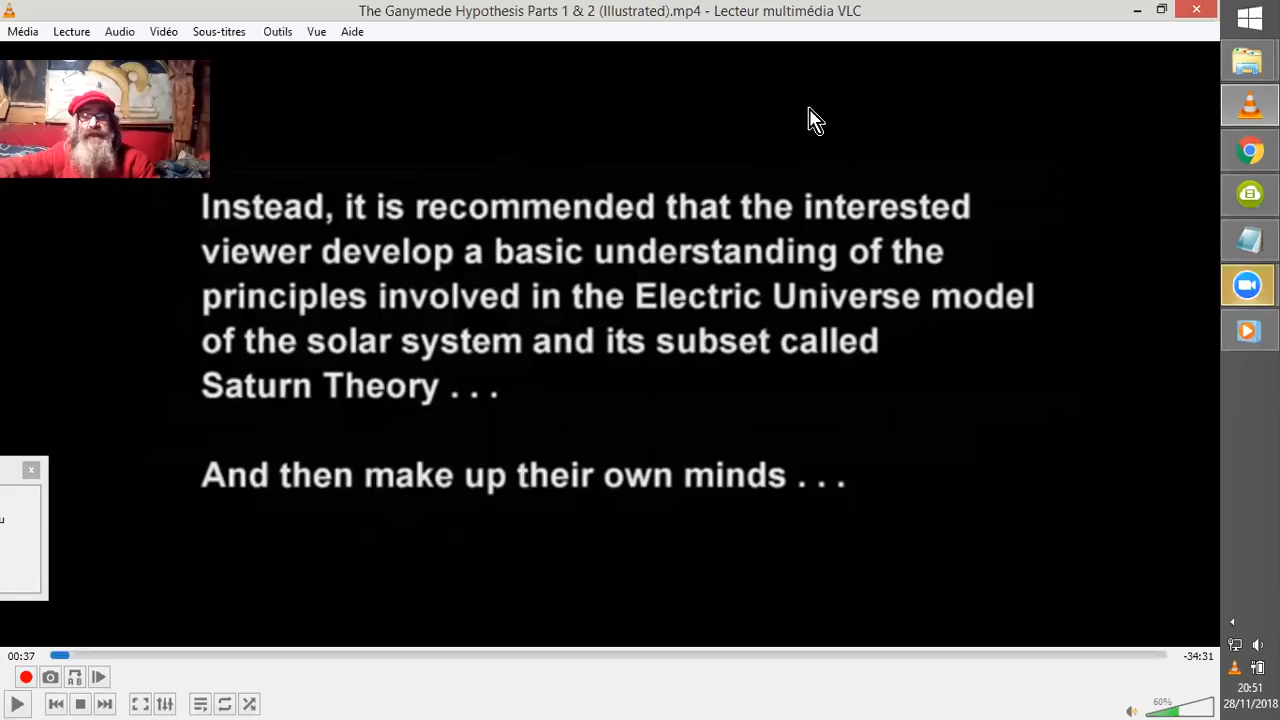 The Ganymede Hypothesis Parts 1 & 2 (Illustrated).mp4 - Lecteur multimédia VLC
Média Lecture Audio Vidéo Sous-titres Outils Vue Aide
Instead, it is recommended that the interested
viewer develop a basic understanding of the
principles involved in the Electric Universe model
of the solar system and its subset called
Saturn Theory . . .
And then make up their own minds . . .
u
00:37
-34:31
60%
20:51
28/11/2018